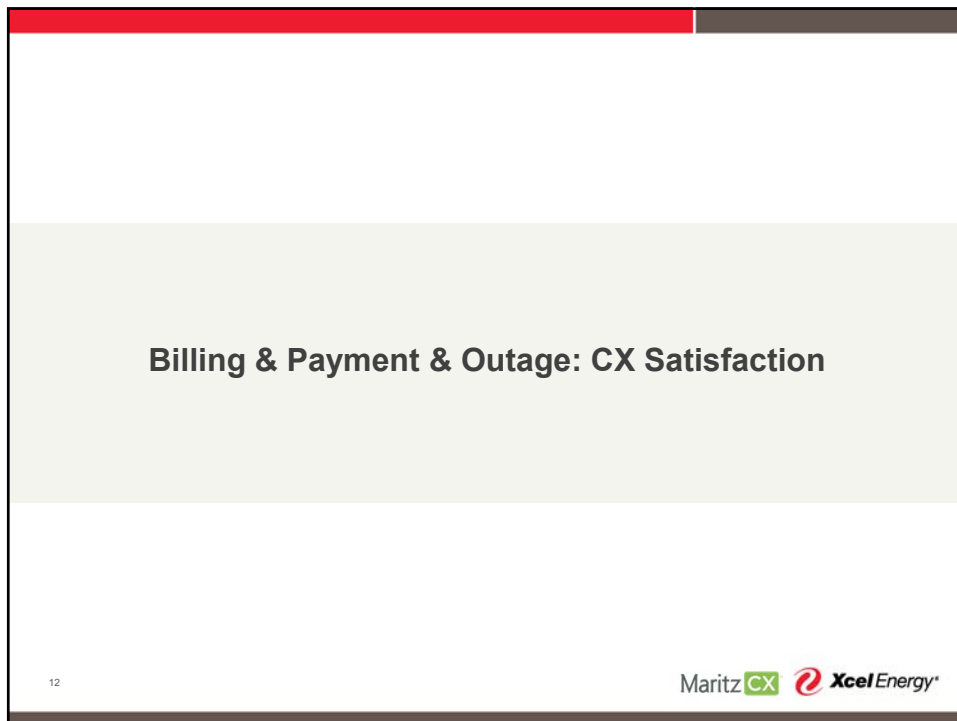 Billing & Payment & Outage: CX Satisfaction
12
Maritz CX Xcel Energy®